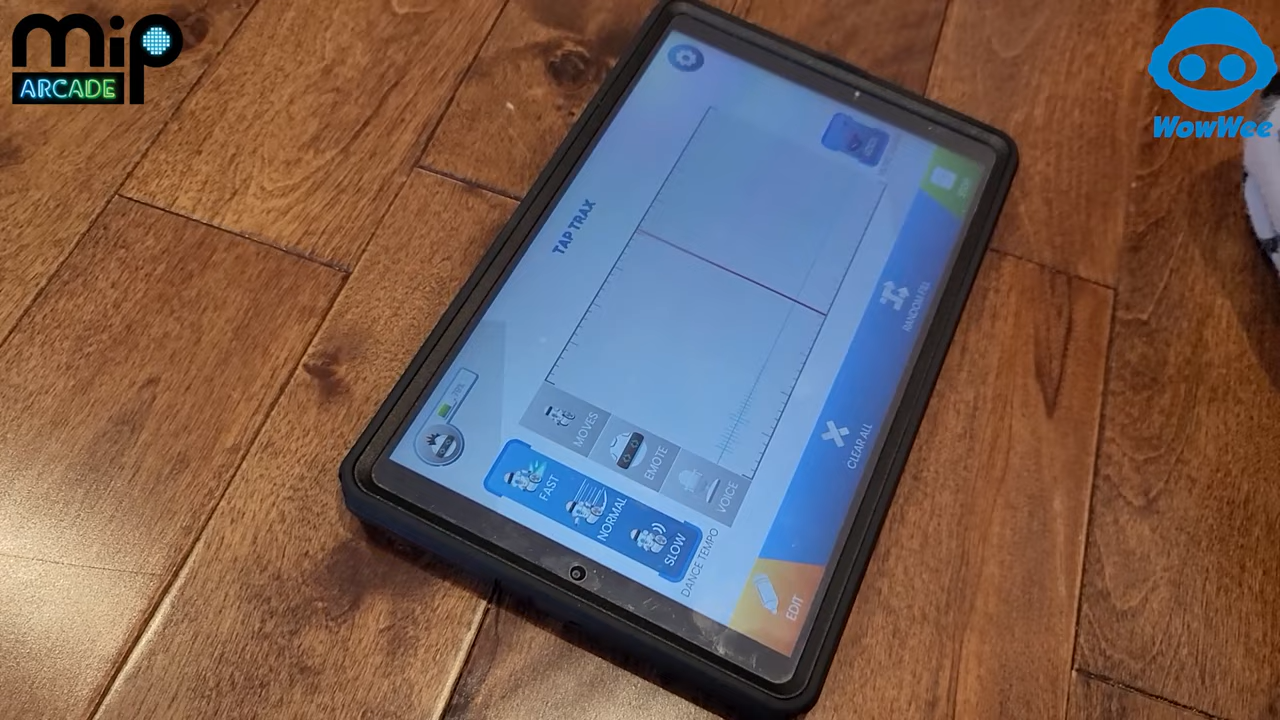 mip
ARCADE
WowWee
TAP TRAX
MOVES
EMOTE
VOICE
FAST
NORMAL
SLOW
DANCE TEMPO
EDIT
CLEAR ALL
RANDOM FILL